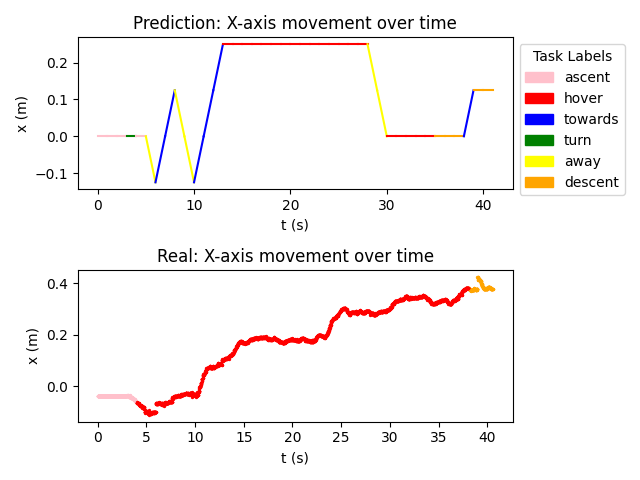 Prediction: X-axis movement over time
x (m)
0.2
0.1
0.0
−0.1
0
10
20
30
40
t (s)
Task Labels
ascent
hover
towards
turn
away
descent
Real: X-axis movement over time
x (m)
0.4
0.2
0.0
0
5
10
15
20
25
30
35
40
t (s)